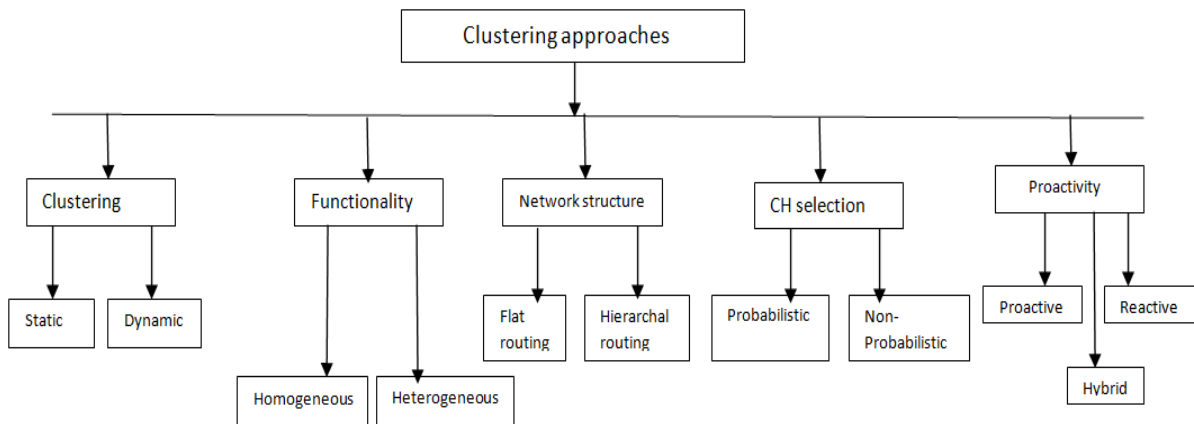 Clustering approaches
Clustering
Functionality
Network structure
CH selection
Proactivity
Static
Dynamic
Homogeneous
Heterogeneous
Flat
routing
Hierarchal
routing
Probabilistic
Non-
Probabilistic
Proactive
Reactive
Hybrid